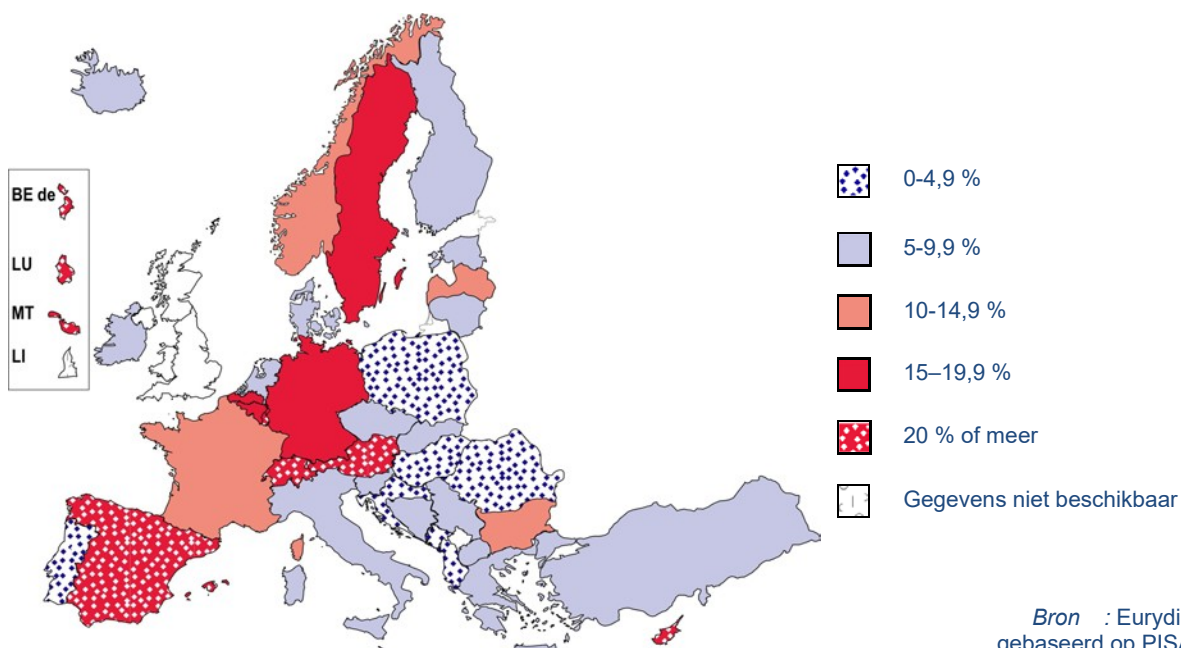 BE de
LU
MT
LI
0-4,9 %
5-9,9 %
10-14,9 %
15–19,9 %
20 % of meer
Gegevens niet beschikbaar
Bron : Eurydi
gebaseerd op PISA